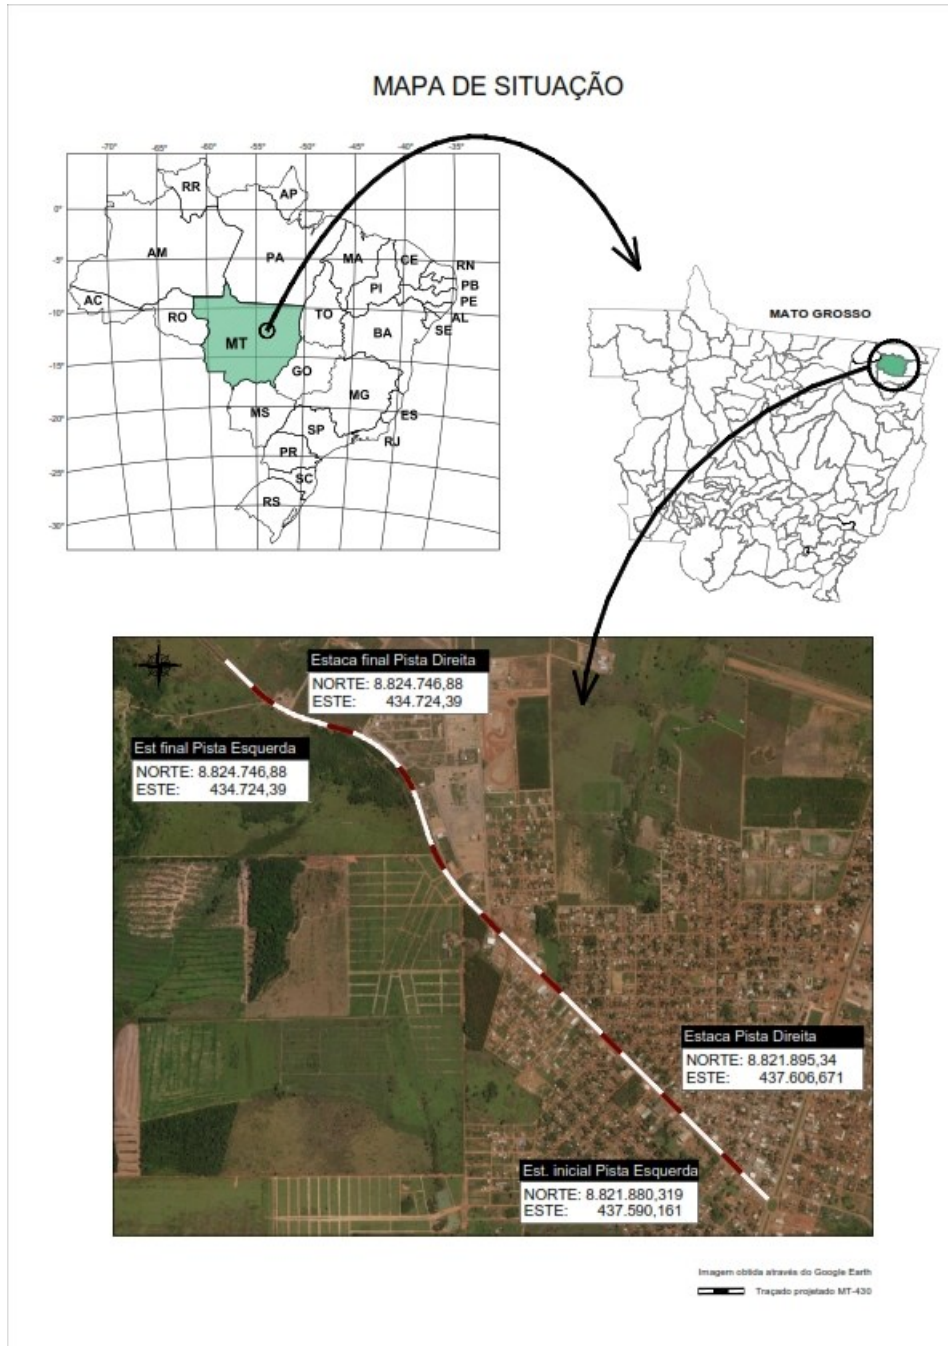 MAPA DE SITUAÇÃO
-70°
-65°
-60°
-55°
-50°
-45°
-40°
-35°
RR
AP
0°
AM
PA
MA
CE
RN
-5°
PB
PI
PE
AC
-10°
RO
TO
AL
SE
BA
MT
-15°
GO
MG
MS
ES
-20°
SP
RJ
PR
-25°
SC
RS
-30°
MATO GROSSO
Estaca final Pista Direita
NORTE: 8.824.746,88
ESTE: 434.724,39
Est final Pista Esquerda
NORTE: 8.824.746,88
ESTE: 434.724,39
Estaca Pista Direita
NORTE: 8.821.895,34
ESTE: 437.606,671
Est. inicial Pista Esquerda
NORTE: 8.821.880,319
ESTE: 437.590,161
Imagem obtida através do Google Earth
Traçado projetado MT-430